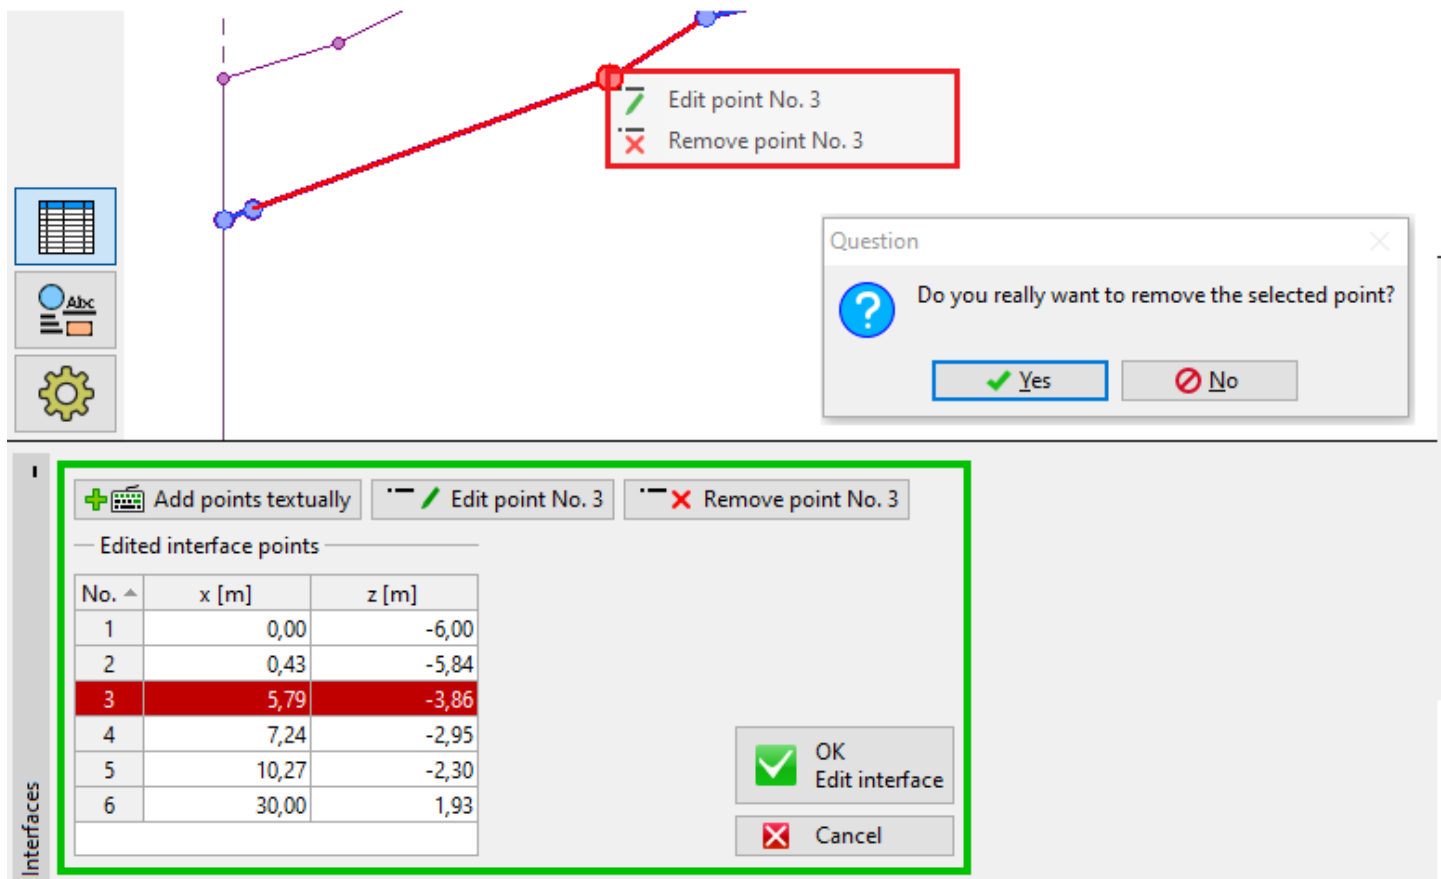 Edit point No. 3
Remove point No. 3
Abc
Question
Do you really want to remove the selected point?
Yes No
Interfaces
Add points textually Edit point No. 3 Remove point No. 3
Edited interface points
No. x [m] z [m]
1 0,00 -6,00
2 0,43 -5,84
3 5,79 -3,86
4 7,24 -2,95
5 10,27 -2,30
6 30,00 1,93
OK
Edit interface
Cancel